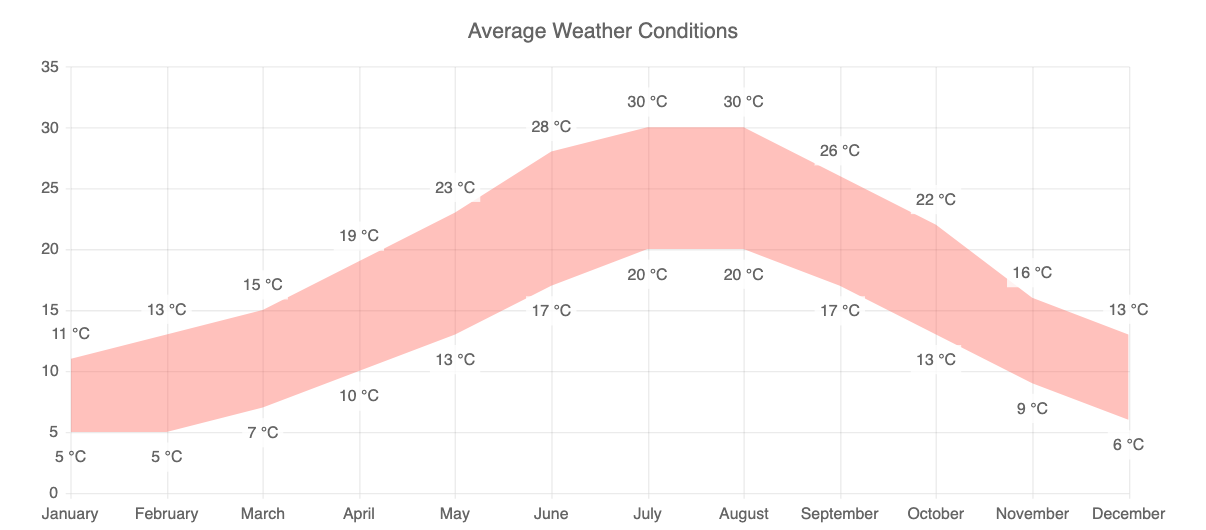 Average Weather Conditions
35
30
25
20
15
10
5
0
11 °C
13 °C
15 °C
19 °C
23 °C
28 °C
30 °C
30 °C
26 °C
22 °C
16 °C
13 °C
5 °C
5 °C
7 °C
10 °C
13 °C
17 °C
20 °C
20 °C
17 °C
13 °C
9 °C
6 °C
January February March April May June July August September October November December